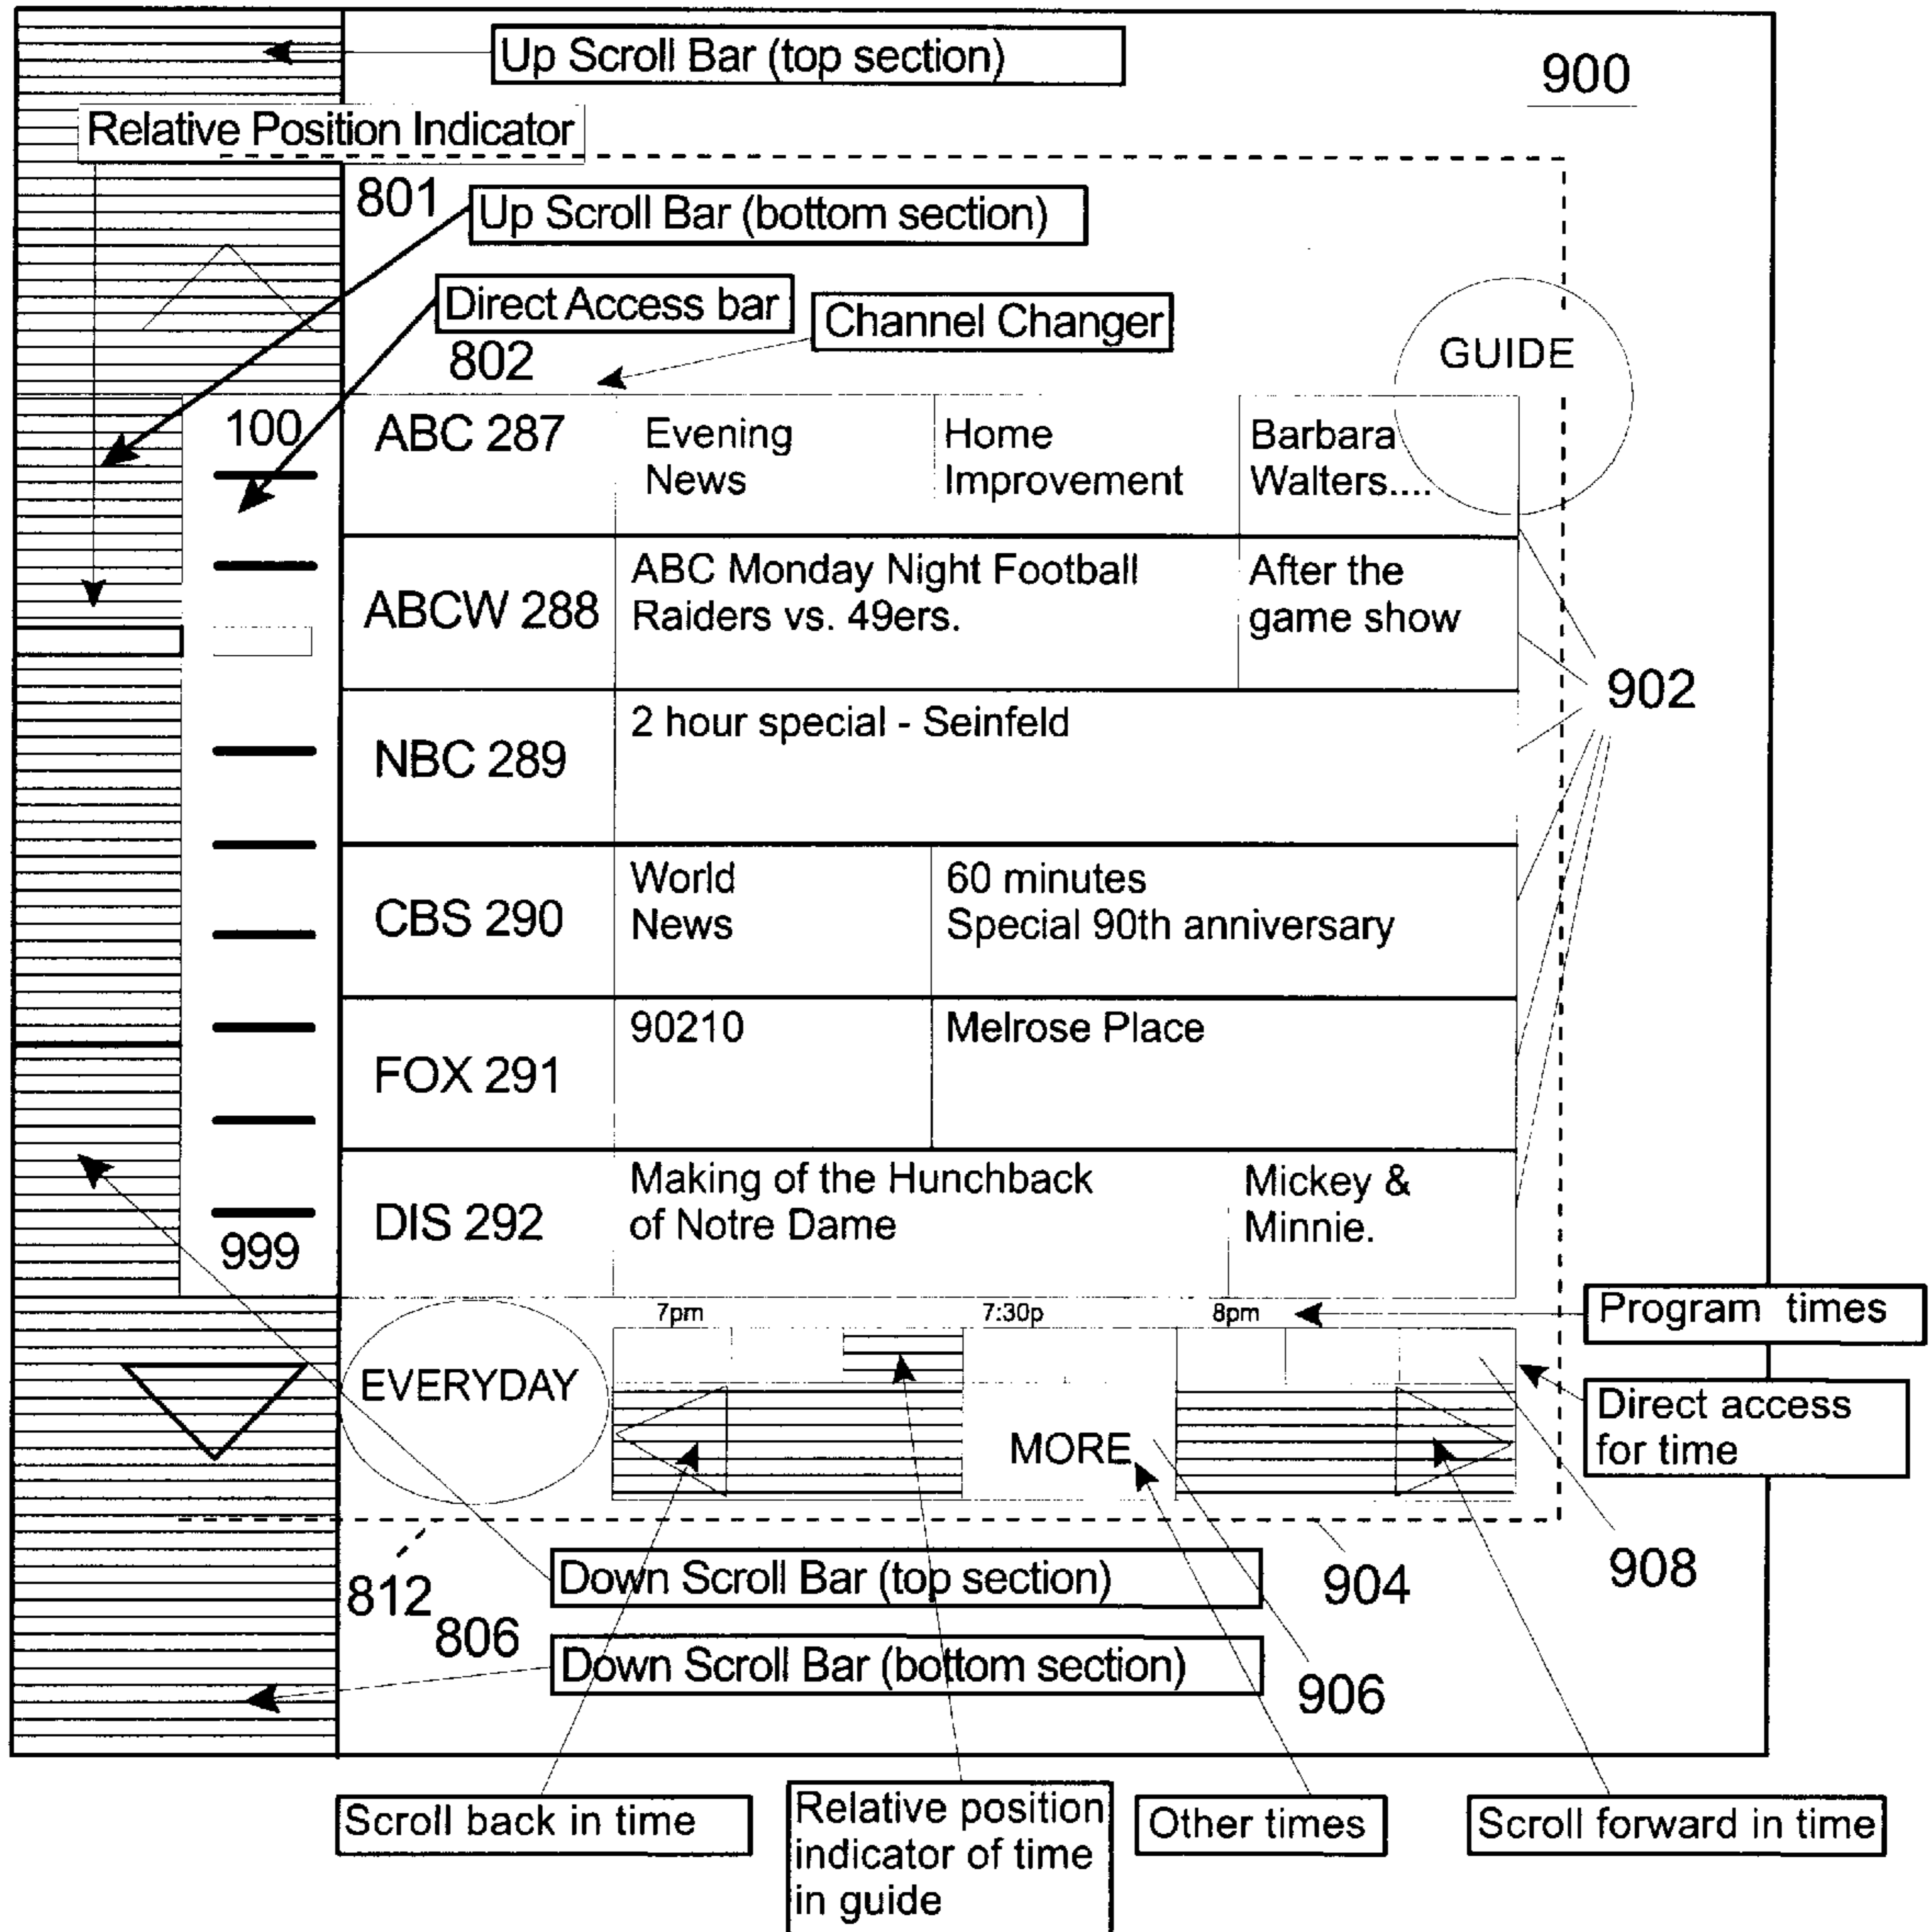 Up Scroll Bar (top section)
900
Relative Position Indicator
801
Up Scroll Bar (bottom section)
Direct Access bar
Channel Changer
802
GUIDE
100
ABC 287
Evening
News
Home
Improvement
Barbara
Walters....
ABCW 288
ABC Monday Night Football
Raiders vs. 49ers.
After the
game show
902
NBC 289
2 hour special - Seinfeld
CBS 290
World
News
60 minutes
Special 90th anniversary
FOX 291
90210
Melrose Place
DIS 292
Making of the Hunchback
of Notre Dame
Mickey &
Minnie.
999
7pm
7:30p
8pm
Program times
EVERYDAY
MORE
Direct access
for time
812
806
Down Scroll Bar (top section)
904
908
Down Scroll Bar (bottom section)
906
Scroll back in time
Relative position
indicator of time
in guide
Other times
Scroll forward in time